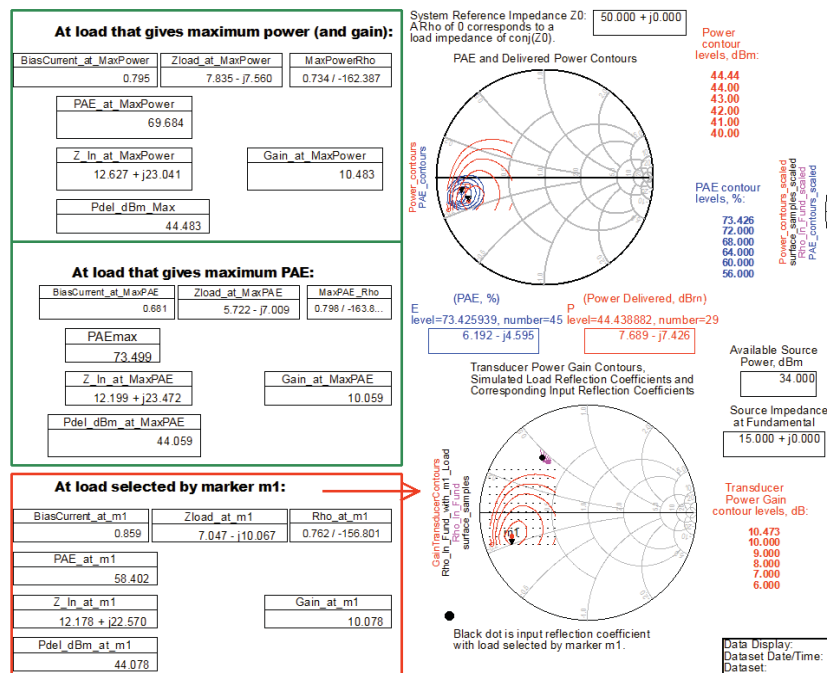 At load that gives maximum power (and gain):
BiasCurrent_at_MaxPower
0.795
Zload_at_MaxPower
7.835 - j7.560
MaxPowerRho
0.734 / -162.387
PAE_at_MaxPower
69.684
Z_In_at_MaxPower
12.627 + j23.041
Gain_at_MaxPower
10.483
Pdel_dBm_Max
44.483
At load that gives maximum PAE:
BiasCurrent_at_MaxPAE
0.681
Zload_at_MaxPAE
5.722 - j7.009
MaxPAE_Rho
0.798 / -163.8...
PAEmax
73.499
Z_In_at_MaxPAE
12.199 + j23.472
Gain_at_MaxPAE
10.059
Pdel_dBm_at_MaxPAE
44.059
At load selected by marker m1:
BiasCurrent_at_m1
0.859
Zload_at_m1
7.047 - j10.067
Rho_at_m1
0.762 / -156.801
PAE_at_m1
58.402
Z_In_at_m1
12.178 + j22.570
Gain_at_m1
10.078
Pdel_dBm_at_m1
44.078
System Reference Impedance Z0:
A Rho of 0 corresponds to a
load impedance of conj(Z0).
50.000 + j0.000
PAE and Delivered Power Contours
Power_contours
PAE_contours
Power
contour
levels, dBm:
44.44
44.00
43.00
42.00
41.00
40.00
PAE contour
levels, %:
73.426
72.000
68.000
64.000
60.000
56.000
Power_contours_scaled
surface_samples_scaled
Rho_In_Fund_scaled
PAE_contours_scaled
(PAE, %)
E
level=73.425939, number=45
6.192 - j4.595
(Power Delivered, dBm)
P
level=44.438882, number=29
7.689 - j7.426
Transducer Power Gain Contours,
Simulated Load Reflection Coefficients and
Corresponding Input Reflection Coefficients
GainTransducerContours
Rho_In_Fund_with_m1_Load
Rho_In_Fund
surface_samples
m1
Black dot is input reflection coefficient
with load selected by marker m1.
Available Source
Power, dBm
34.000
Source Impedance
at Fundamental
15.000 + j0.000
Transducer
Power Gain
contour levels, dB:
10.473
10.000
9.000
8.000
7.000
6.000
Data Display:
Dataset Date/Time:
Dataset: